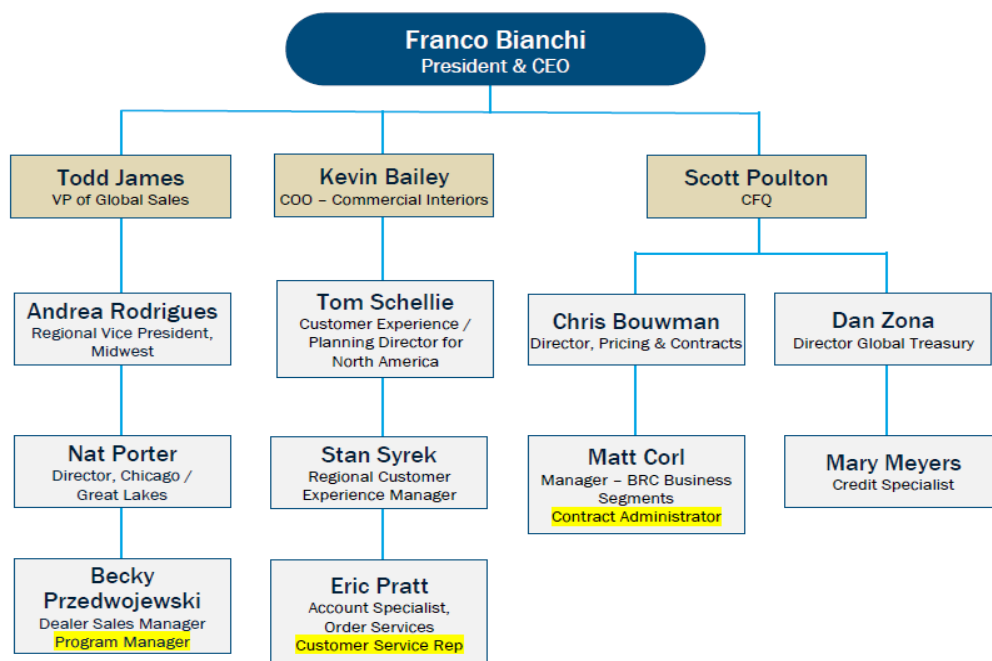 Franco Bianchi
President & CEO
Todd James
VP of Global Sales
Kevin Bailey
COO – Commercial Interiors
Scott Poulton
CFQ
Andrea Rodrigues
Regional Vice President,
Midwest
Tom Schellie
Customer Experience /
Planning Director for
North America
Chris Bouwman
Director, Pricing & Contracts
Dan Zona
Director Global Treasury
Nat Porter
Director, Chicago /
Great Lakes
Stan Syrek
Regional Customer
Experience Manager
Matt Corl
Manager – BRC Business
Segments
Contract Administrator
Mary Meyers
Credit Specialist
Becky
Przedwojewski
Dealer Sales Manager
Program Manager
Eric Pratt
Account Specialist,
Order Services
Customer Service Rep